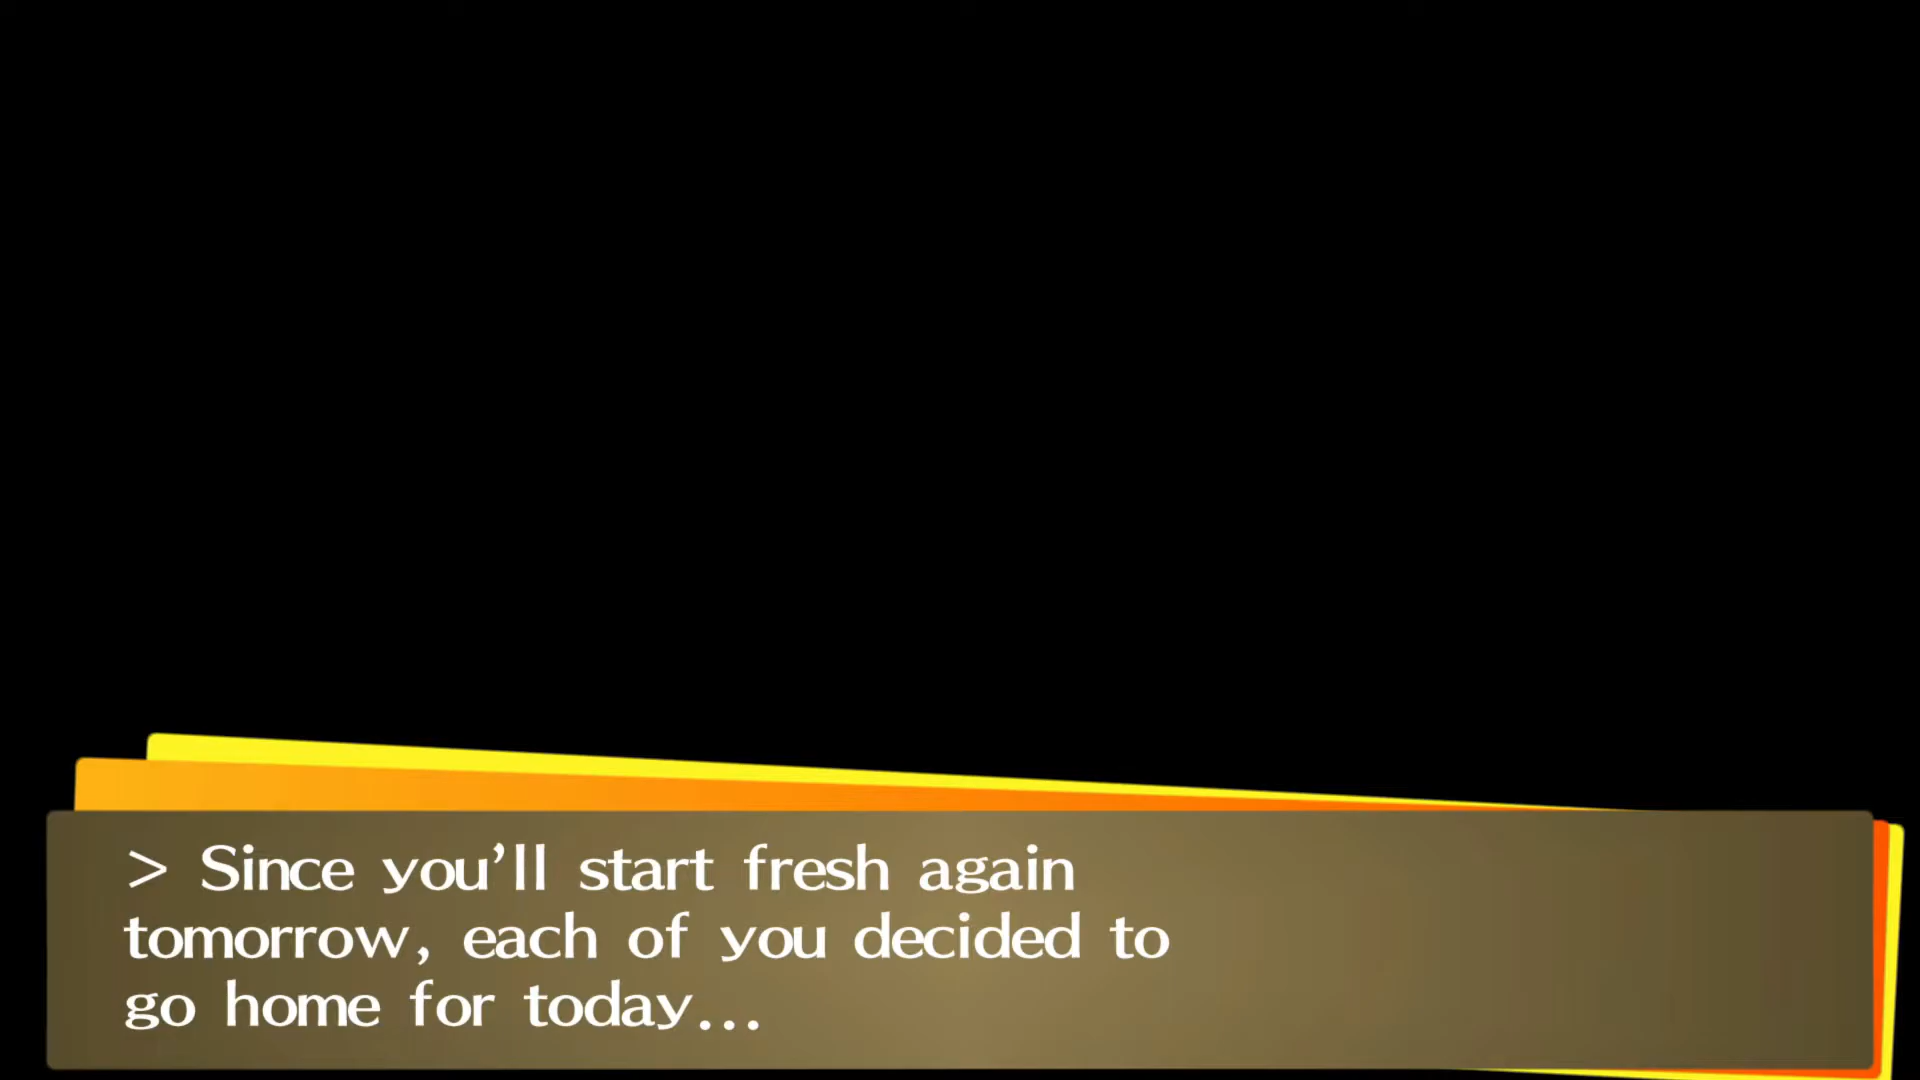 > Since you’ll start fresh again
tomorrow, each of you decided to
go home for today...